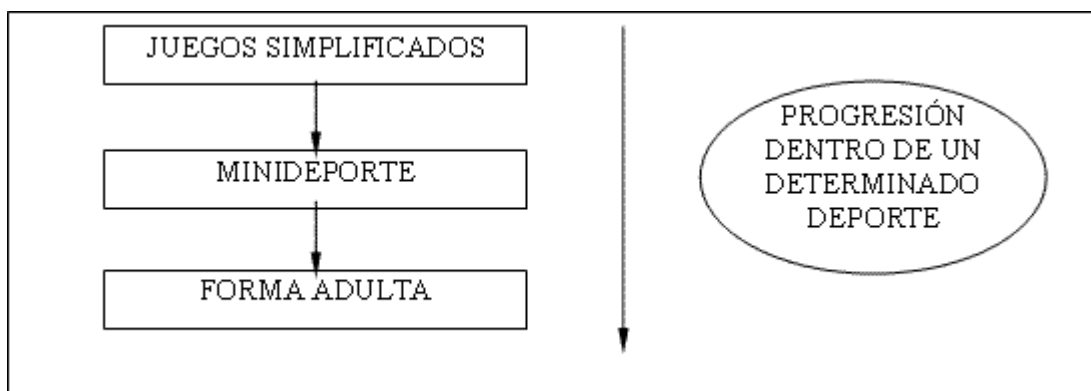 JUEGOS SIMPLIFICADOS
MINIDEPORTE
FORMA ADULTA
PROGRESIÓN
DENTRO DE UN
DETERMINADO
DEPORTE